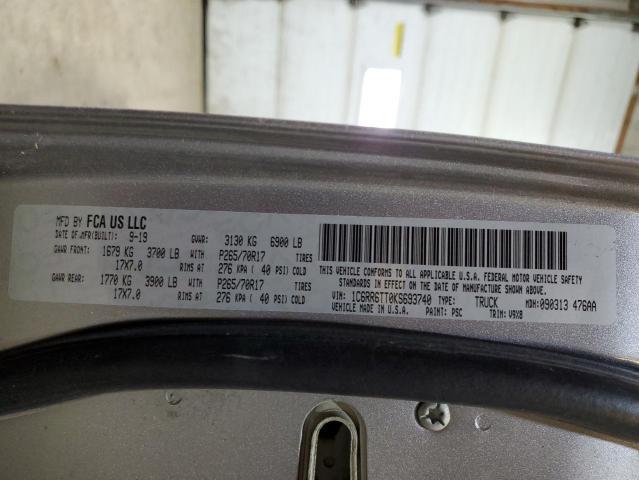 MFD BY FCA US LLC
DATE OF MFR(BUILT): 9-19 GVWR: 3130 KG 6900 LB
GAWR FRONT: 1679 KG 3700 LB WITH P265/70R17 TIRES
17X7.0 RIMS AT 276 KPA ( 40 PSI) COLD
GAWR REAR: 1770 KG 3900 LB WITH P265/70R17 TIRES
17X7.0 RIMS AT 276 KPA ( 40 PSI) COLD
THIS VEHICLE CONFORMS TO ALL APPLICABLE U.S.A. FEDERAL MOTOR VEHICLE SAFETY
STANDARDS IN EFFECT ON THE DATE OF MANUFACTURE SHOWN ABOVE.
VIN: 1C6RR6TT0KS693740 TYPE: TRUCK MDH: 090313 476AA
VEHICLE MADE IN U.S.A. PAINT: PSC TRIM: V9X8